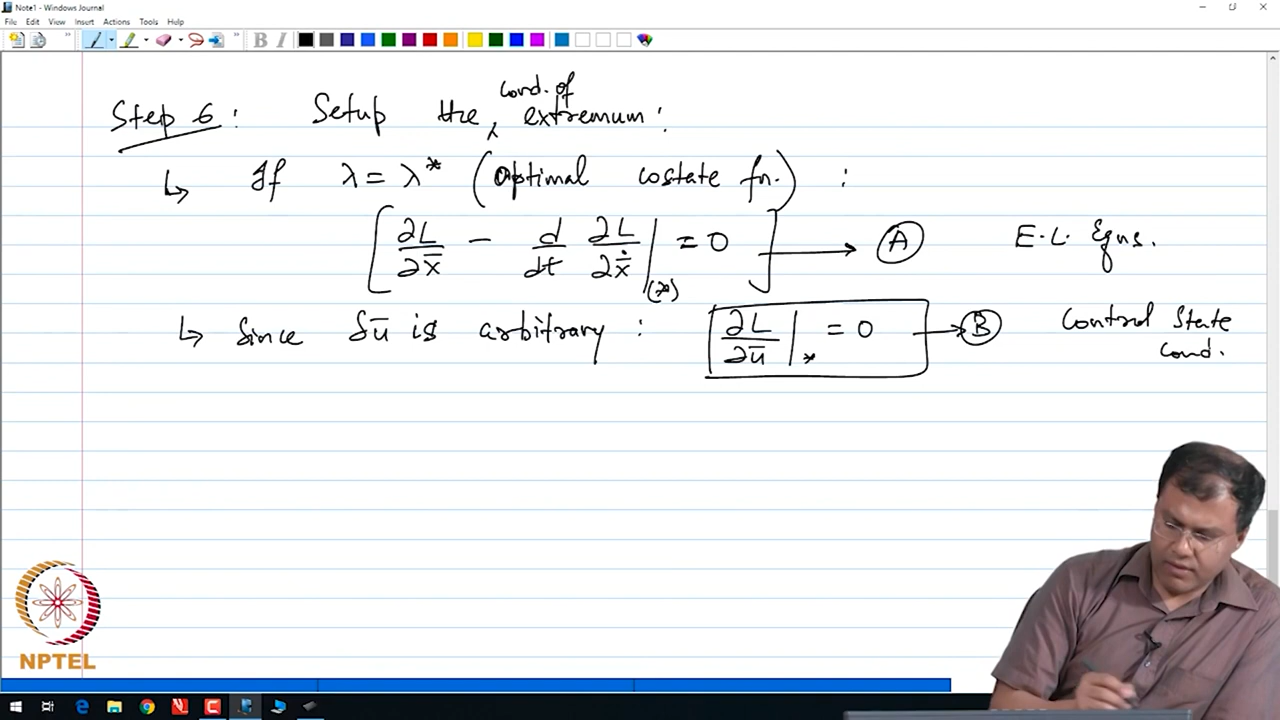 Note1 - Windows Journal
File Edit View Insert Actions Tools Help
B I
cond. of
Step 6 : Setup the ^ extremum :
↳ If λ = λ* (optimal costate fn.) :
[ ∂L/∂x̄ - d/dt ∂L/∂ẋ̄ |(*) = 0 ] → Ⓐ E.L. Eqns.
↳ Since δū is arbitrary : ∂L/∂ū |* = 0 → Ⓑ Control State
cond.
NPTEL